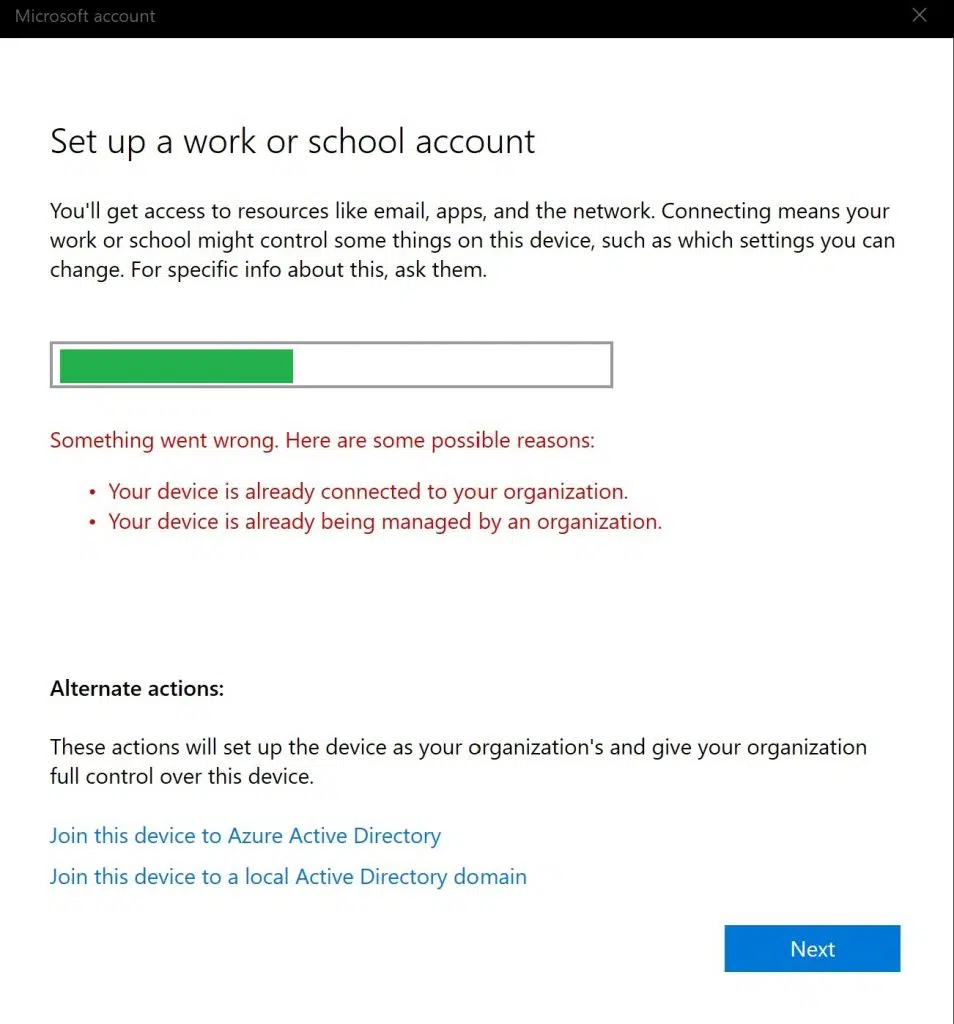 Microsoft account
Set up a work or school account
You'll get access to resources like email, apps, and the network. Connecting means your
work or school might control some things on this device, such as which settings you can
change. For specific info about this, ask them.
Something went wrong. Here are some possible reasons:
• Your device is already connected to your organization.
• Your device is already being managed by an organization.
Alternate actions:
These actions will set up the device as your organization's and give your organization
full control over this device.
Join this device to Azure Active Directory
Join this device to a local Active Directory domain
Next